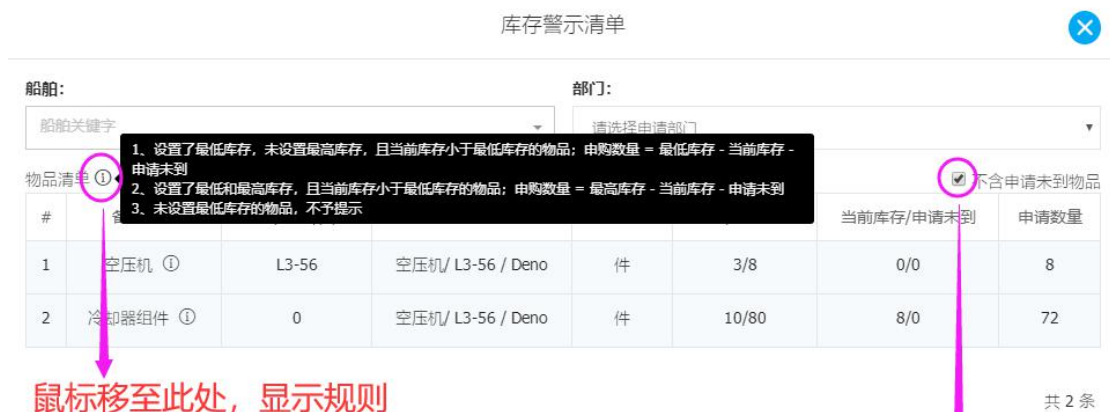 库存警示清单
船舶： 部门：
船舶关键字 请选择申请部门
1、设置了最低库存，未设置最高库存，且当前库存小于最低库存的物品；申购数量 = 最低库存 - 当前库存 -
申请未到
2、设置了最低和最高库存，且当前库存小于最低库存的物品；申购数量 = 最高库存 - 当前库存 - 申请未到
3、未设置最低库存的物品，不予提示
物品清单 不含申请未到物品
# 当前库存/申请未到 申请数量
1 空压机 L3-56 空压机/ L3-56 / Deno 件 3/8 0/0 8
2 冷却器组件 0 空压机/ L3-56 / Deno 件 10/80 8/0 72
鼠标移至此处，显示规则
共 2 条